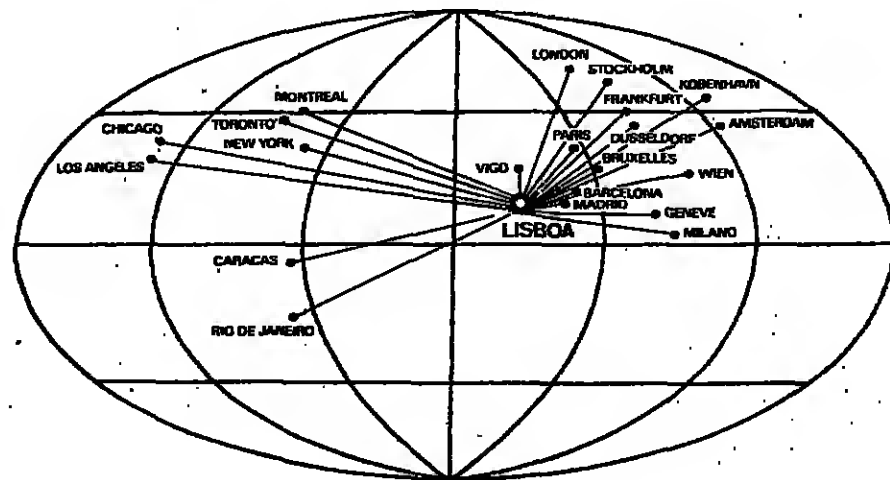 LONDON
STOCKHOLM
KOBENHAVN
MONTREAL
FRANKFURT
TORONTO
AMSTERDAM
CHICAGO
PARIS
DUSSELDORF
NEW YORK
BRUXELLES
LOS ANGELES
VIGO
WIEN
BARCELONA
MADRID
GENEVE
LISBOA
MILANO
CARACAS
RIO DE JANEIRO